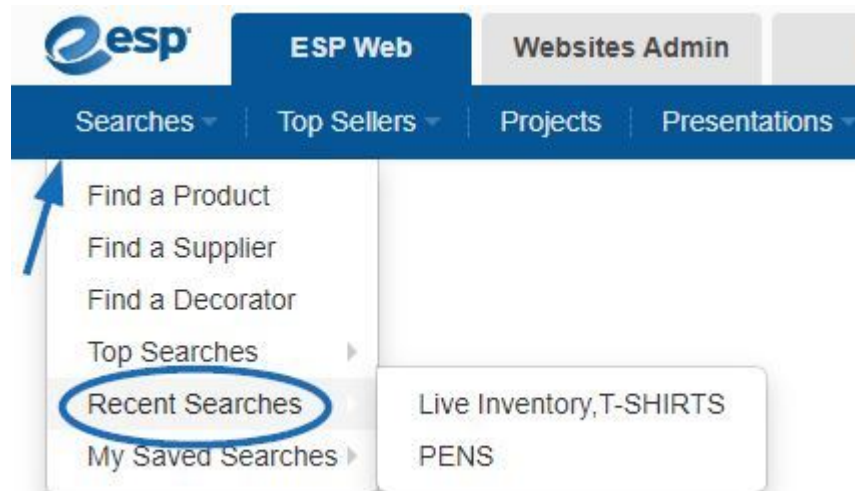 esp
ESP Web
Websites Admin
Searches
Top Sellers
Projects
Presentations
Find a Product
Find a Supplier
Find a Decorator
Top Searches
Recent Searches
Live Inventory,T-SHIRTS
My Saved Searches
PENS